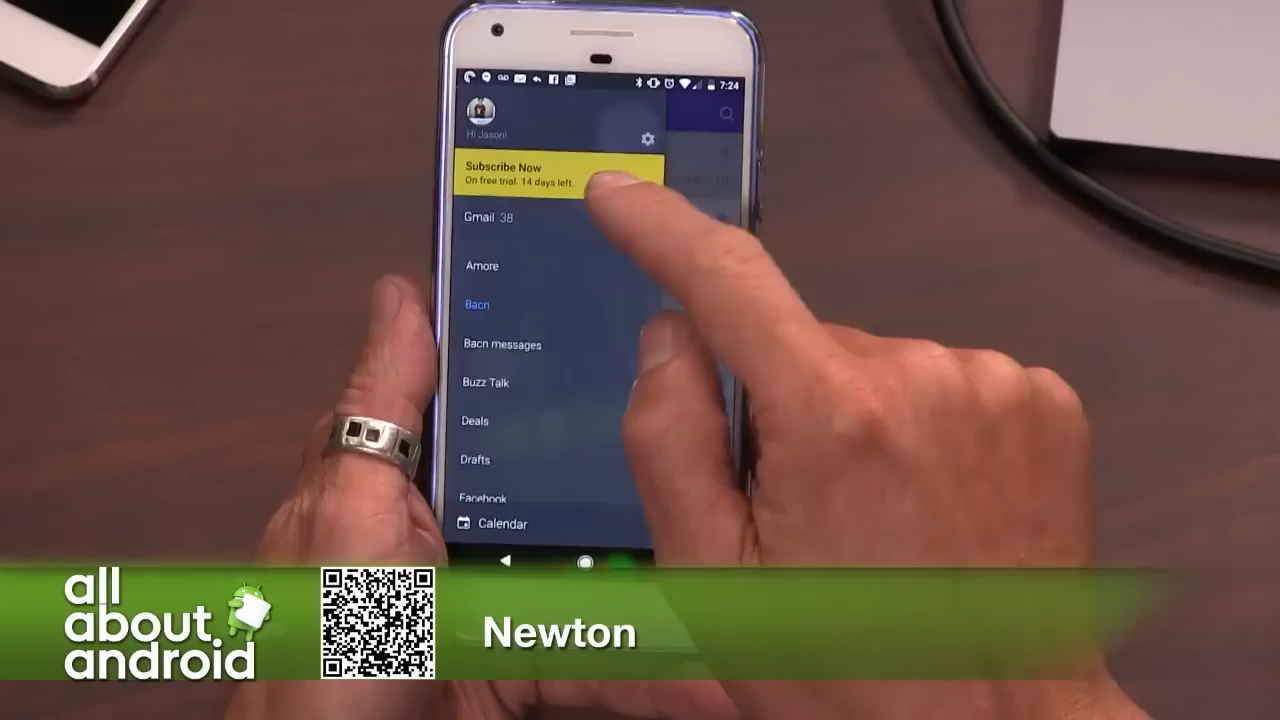 7:24
Hi Jason!
Subscribe Now
On free trial. 14 days left.
Gmail 38
Amore
Bacn
Bacn messages
Buzz Talk
Deals
Drafts
Facebook
Calendar
all
about
android
Newton